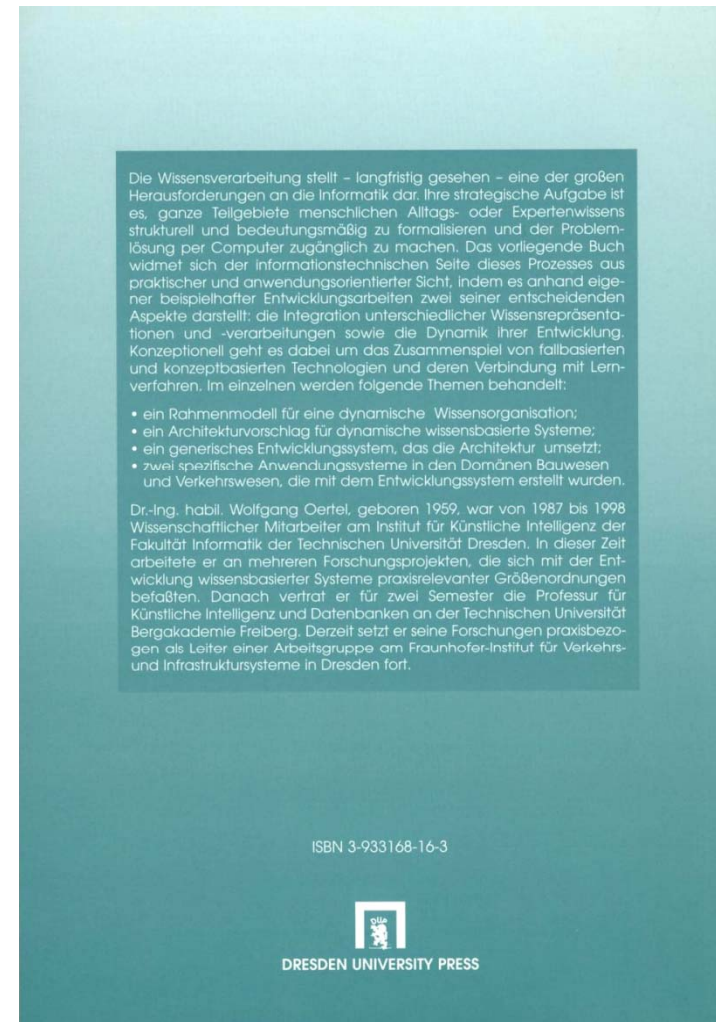 Die Wissensverarbeitung stellt – langfristig gesehen – eine der großen
Herausforderungen an die Informatik dar. Ihre strategische Aufgabe ist
es, ganze Teilgebiete menschlichen Alltags- oder Expertenwissens
strukturell und bedeutungsmäßig zu formalisieren und der Problem-
lösung per Computer zugänglich zu machen. Das vorliegende Buch
widmet sich der informationstechnischen Seite dieses Prozesses aus
praktischer und anwendungsorientierter Sicht, indem es anhand eige-
ner beispielhafter Entwicklungsarbeiten zwei seiner entscheidenden
Aspekte darstellt: die Integration unterschiedlicher Wissensrepräsenta-
tionen und -verarbeitungen sowie die Dynamik ihrer Entwicklung.
Konzeptionell geht es dabei um das Zusammenspiel von fallbasierten
und konzeptbasierten Technologien und deren Verbindung mit Lern-
verfahren. Im einzelnen werden folgende Themen behandelt:
• ein Rahmenmodell für eine dynamische Wissensorganisation;
• ein Architekturvorschlag für dynamische wissensbasierte Systeme;
• ein generisches Entwicklungssystem, das die Architektur umsetzt;
• zwei spezifische Anwendungssysteme in den Domänen Bauwesen
und Verkehrswesen, die mit dem Entwicklungssystem erstellt wurden.
Dr.-Ing. habil. Wolfgang Oertel, geboren 1959, war von 1987 bis 1998
Wissenschaftlicher Mitarbeiter am Institut für Künstliche Intelligenz der
Fakultät Informatik der Technischen Universität Dresden. In dieser Zeit
arbeitete er an mehreren Forschungsprojekten, die sich mit der Ent-
wicklung wissensbasierter Systeme praxisrelevanter Größenordnungen
befaßten. Danach vertrat er für zwei Semester die Professur für
Künstliche Intelligenz und Datenbanken an der Technischen Universität
Bergakademie Freiberg. Derzeit setzt er seine Forschungen praxisbezo-
gen als Leiter einer Arbeitsgruppe am Fraunhofer-Institut für Verkehrs-
und Infrastruktursysteme in Dresden fort.
ISBN 3-933168-16-3
DRESDEN UNIVERSITY PRESS